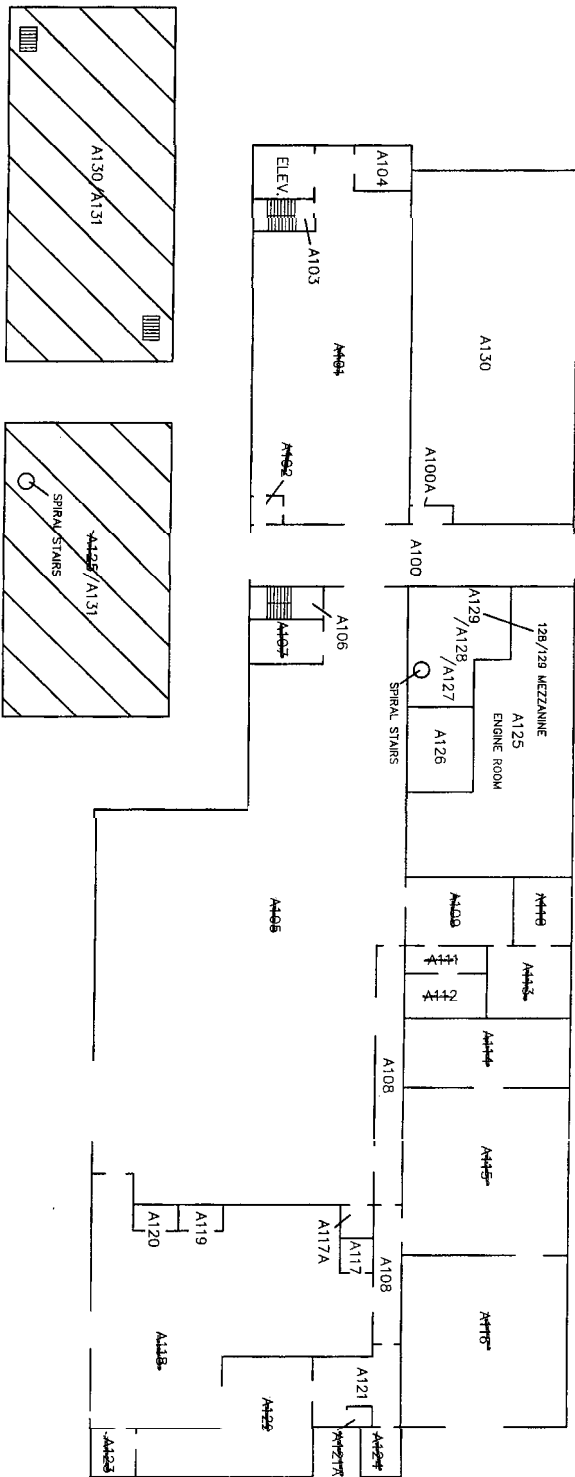 A130/A131
A125//A131
SPIRAL STAIRS
ELEV.
A104
A103
A101
A102
A130
A100A
A100
A106
A107
A129
/A128
/A127
128/129 MEZZANINE
A125
ENGINE ROOM
A126
SPIRAL STAIRS
A105
A109
A110
A111
A112
A113
A114
A108
A115
A116
A117A
A117
A108
A119
A120
A118
A121
A121A
A122
A123
A124